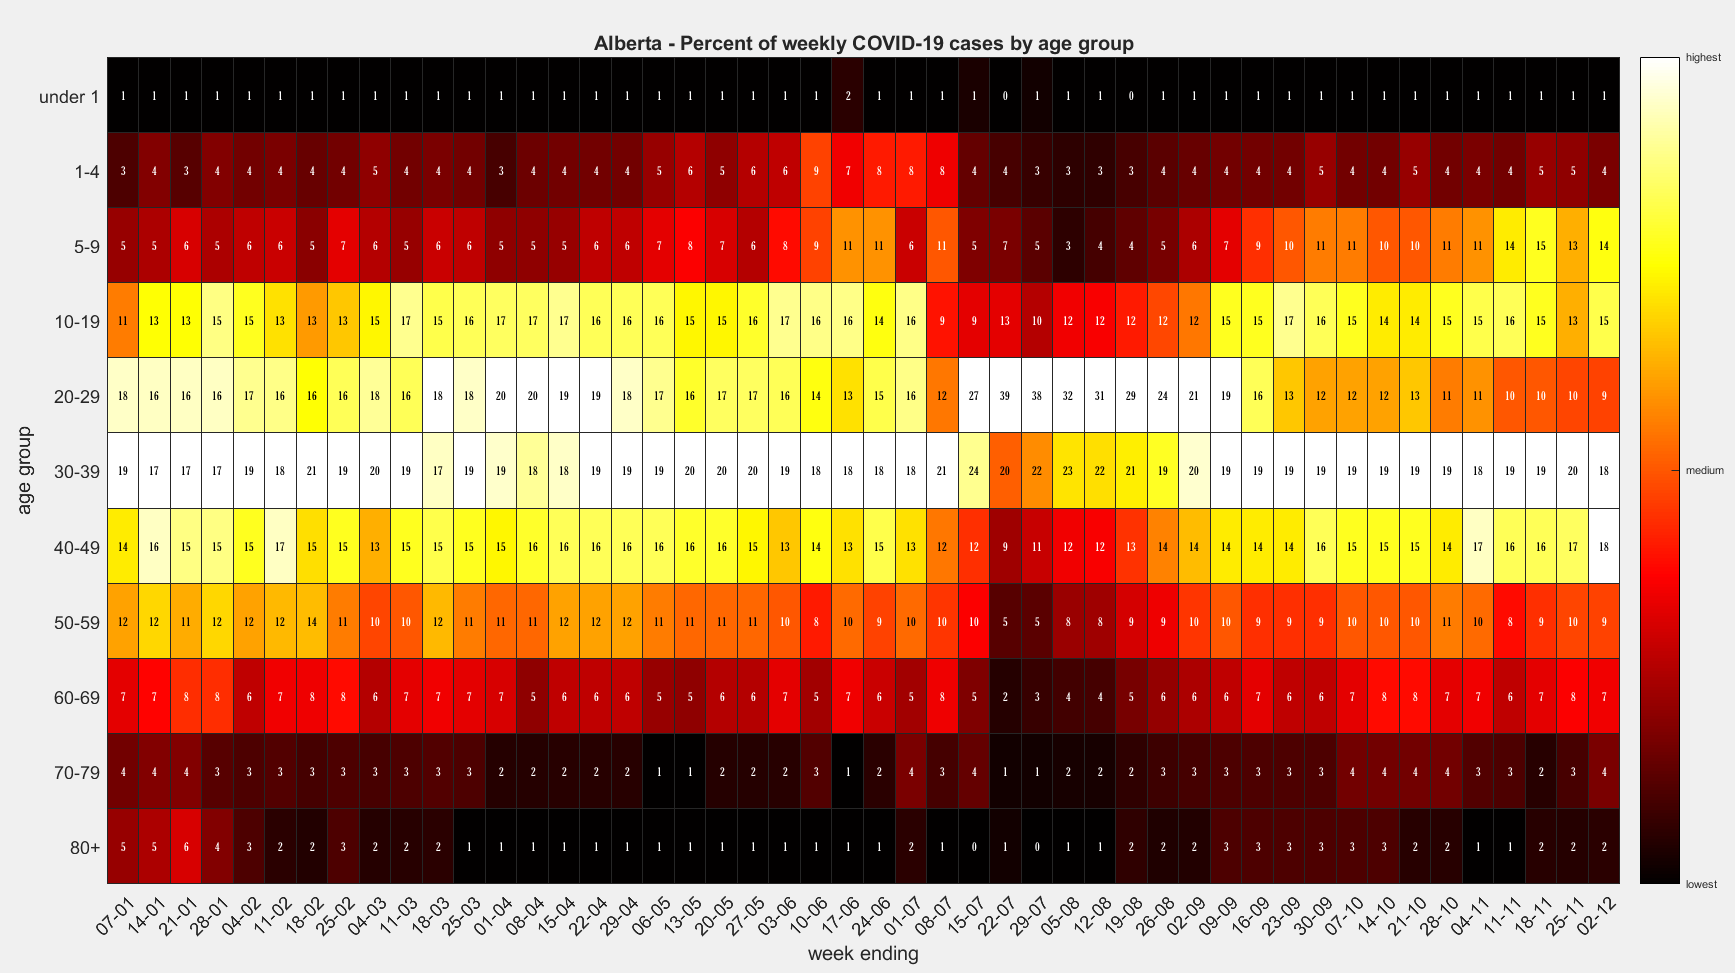 Alberta - Percent of weekly COVID-19 cases by age group
highest
under 1 1 1 1 1 1 1 1 1 1 1 1 1 1 1 1 1 1 1 1 1 1 1 1 2 1 1 1 1 0 1 1 1 0 1 1 1 1 1 1 1 1 1 1 1 1 1 1 1
1-4 3 4 3 4 4 4 4 4 5 4 4 4 3 4 4 4 4 5 6 5 6 6 9 7 8 8 8 4 4 3 3 3 3 4 4 4 4 4 5 4 4 5 4 4 4 5 5 4
5-9 5 5 6 5 6 6 5 7 6 5 6 6 5 5 5 6 6 7 8 7 6 8 9 11 11 6 11 5 7 5 3 4 4 5 6 7 9 10 11 11 10 10 11 11 14 15 13 14
10-19 11 13 13 15 15 13 13 13 15 17 15 16 17 17 17 16 16 16 15 15 16 17 16 16 14 16 9 9 13 10 12 12 12 12 12 15 15 17 16 15 14 14 15 15 16 15 13 15
20-29 18 16 16 16 17 16 16 16 18 16 18 18 20 20 19 19 18 17 16 17 17 16 14 13 15 16 12 27 39 38 32 31 29 24 21 19 16 13 12 12 12 13 11 11 10 10 10 9
30-39 19 17 17 17 19 18 21 19 20 19 17 19 19 18 18 19 19 19 20 20 20 19 18 18 18 18 21 24 20 22 23 22 21 19 20 19 19 19 19 19 19 19 19 18 19 19 20 18
medium
40-49 14 16 15 15 15 17 15 15 13 15 15 15 15 16 16 16 16 16 16 16 15 13 14 13 15 13 12 12 9 11 12 12 13 14 14 14 14 14 16 15 15 15 14 17 16 16 17 18
50-59 12 12 11 12 12 12 14 11 10 10 12 11 11 11 12 12 12 11 11 11 11 10 8 10 9 10 10 10 5 5 8 8 9 9 10 10 9 9 9 10 10 10 11 10 8 9 10 9
60-69 7 7 8 8 6 7 8 8 6 7 7 7 7 5 6 6 6 5 5 6 6 7 5 7 6 5 8 5 2 3 4 4 5 6 6 6 7 6 6 7 8 8 7 7 6 7 8 7
70-79 4 4 4 3 3 3 3 3 3 3 3 3 2 2 2 2 2 1 1 2 2 2 3 1 2 4 3 4 1 1 2 2 2 3 3 3 3 3 3 4 4 4 4 3 3 2 3 4
80+ 5 5 6 4 3 2 2 3 2 2 2 1 1 1 1 1 1 1 1 1 1 1 1 1 1 2 1 0 1 0 1 1 2 2 2 3 3 3 3 3 3 2 2 1 1 2 2 2
lowest
07-01 14-01 21-01 28-01 04-02 11-02 18-02 25-02 04-03 11-03 18-03 25-03 01-04 08-04 15-04 22-04 29-04 06-05 13-05 20-05 27-05 03-06 10-06 17-06 24-06 01-07 08-07 15-07 22-07 29-07 05-08 12-08 19-08 26-08 02-09 09-09 16-09 23-09 30-09 07-10 14-10 21-10 28-10 04-11 11-11 18-11 25-11 02-12
week ending
age group